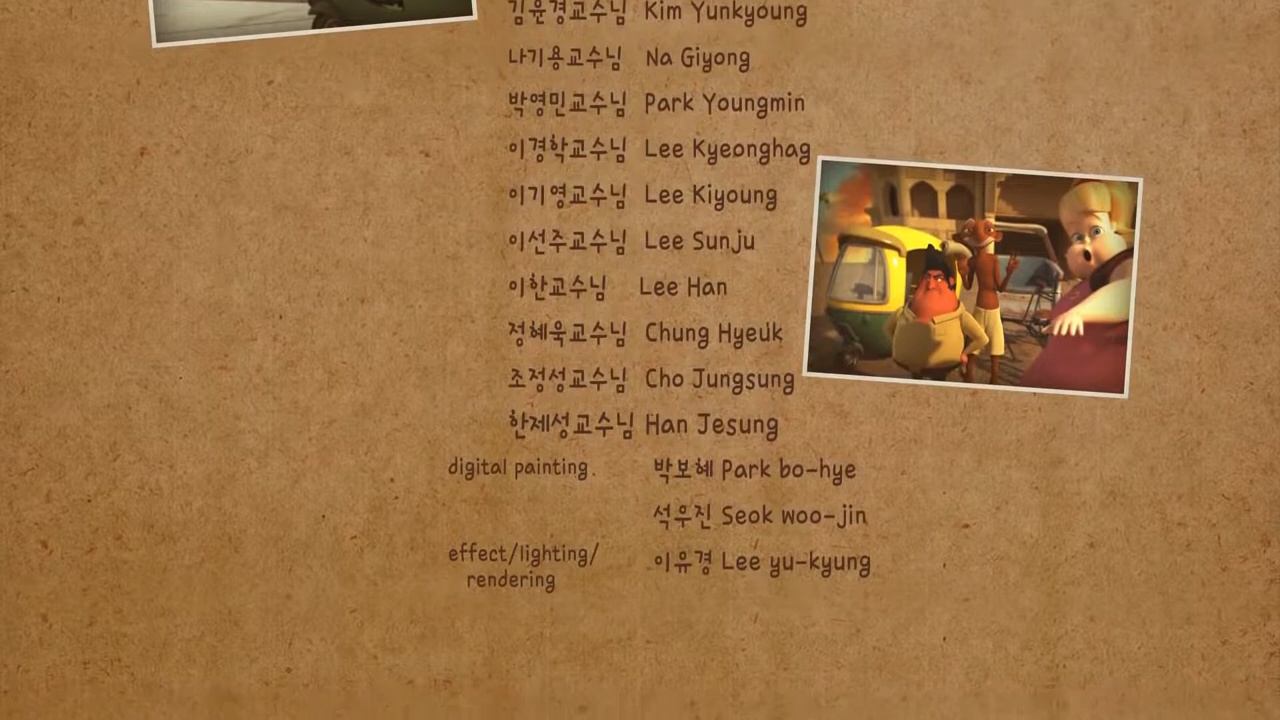 김윤경교수님 Kim Yunkyoung
나기용교수님 Na Giyong
박영민교수님 Park Youngmin
이경학교수님 Lee Kyeonghag
이기영교수님 Lee Kiyoung
이선주교수님 Lee Sunju
이한교수님 Lee Han
정혜욱교수님 Chung Hyeuk
조정성교수님 Cho Jungsung
한제성교수님 Han Jesung
digital painting. 박보혜 Park bo-hye
석우진 Seok woo-jin
effect/lighting/ 이유경 Lee yu-kyung
rendering